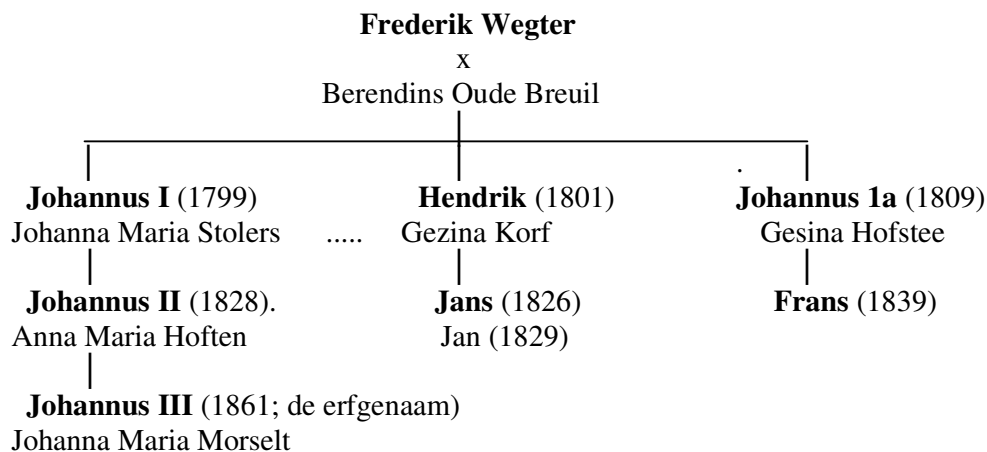 Frederik Wegter
x
Berendins Oude Breuil
.
Johannus I (1799) Hendrik (1801) Johannus 1a (1809)
Johanna Maria Stolers ..... Gezina Korf Gesina Hofstee
Johannus II (1828). Jans (1826) Frans (1839)
Anna Maria Hoften Jan (1829)
Johannus III (1861; de erfgenaam)
Johanna Maria Morselt